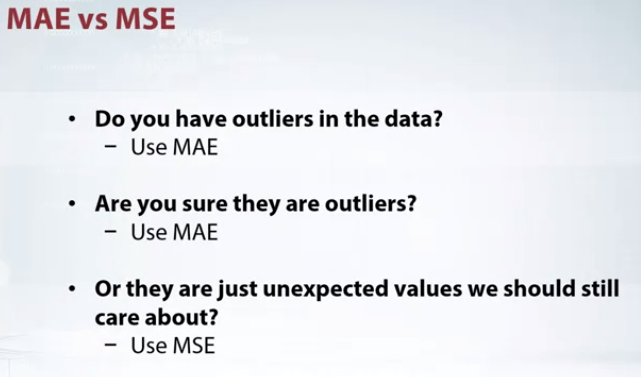 MAE vs MSE
• Do you have outliers in the data?
– Use MAE
• Are you sure they are outliers?
– Use MAE
• Or they are just unexpected values we should still
care about?
– Use MSE